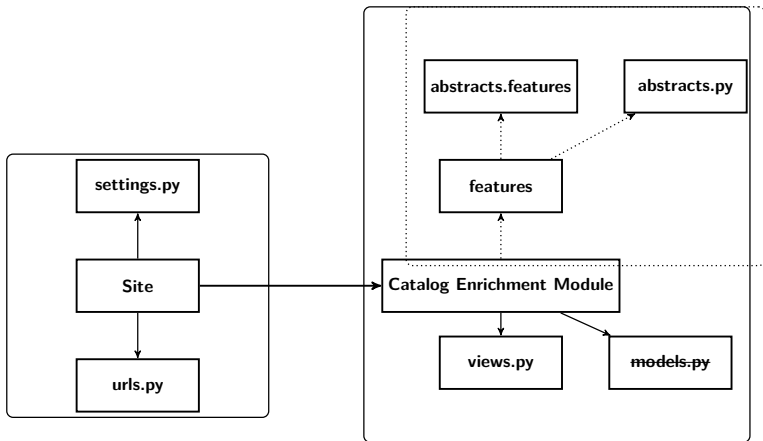 abstracts.features
abstracts.py
settings.py
features
Site
Catalog Enrichment Module
urls.py
views.py
models.py